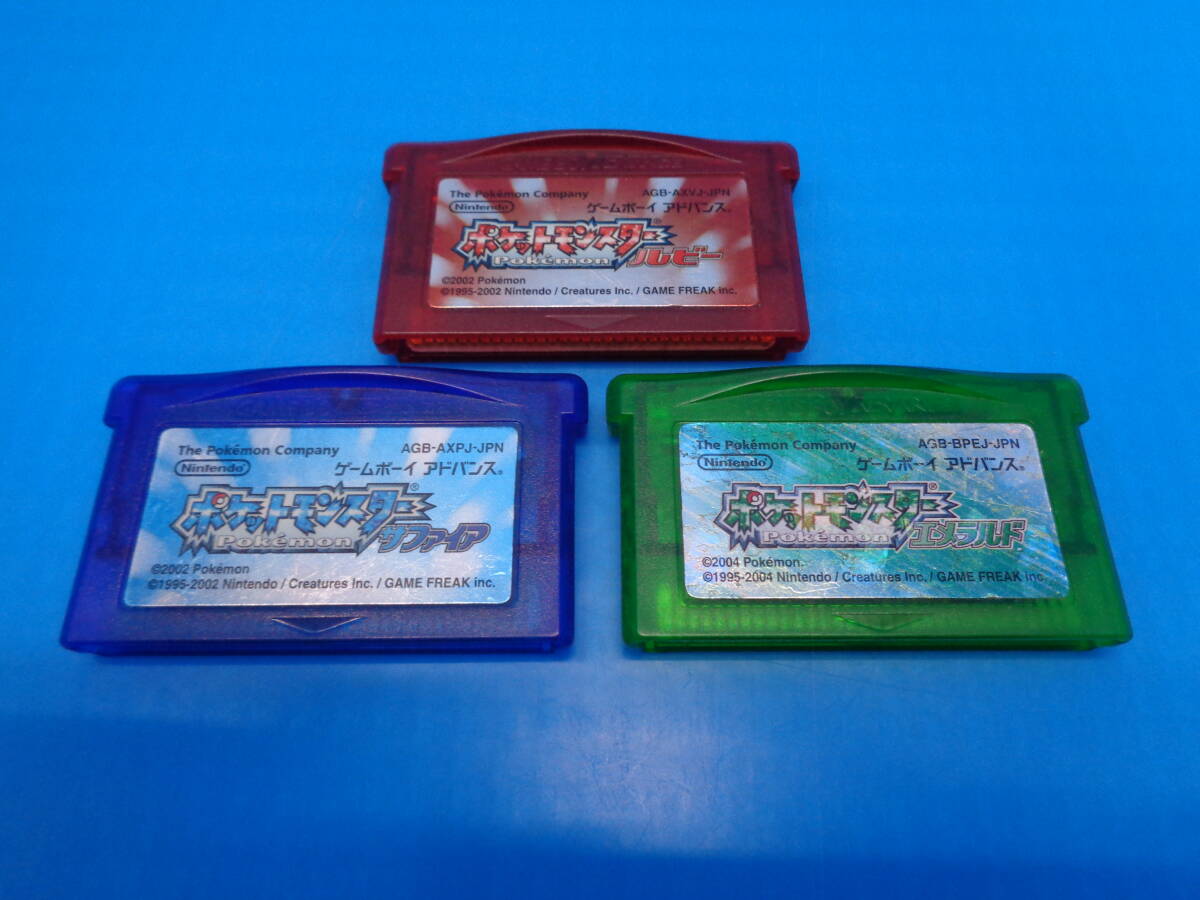 The Pokémon Company AGB-AXVJ-JPN
Nintendo ゲームボーイ アドバンス®
ポケットモンスター®
Pokémon ルビー
©2002 Pokémon
©1995-2002 Nintendo / Creatures Inc. / GAME FREAK inc.
The Pokémon Company AGB-AXPJ-JPN
Nintendo ゲームボーイ アドバンス®
ポケットモンスター®
Pokémon サファイア
©2002 Pokémon
©1995-2002 Nintendo / Creatures Inc. / GAME FREAK inc.
The Pokémon Company AGB-BPEJ-JPN
Nintendo ゲームボーイ アドバンス®
ポケットモンスター®
Pokémon エメラルド
©2004 Pokémon.
©1995-2004 Nintendo / Creatures Inc. / GAME FREAK inc.